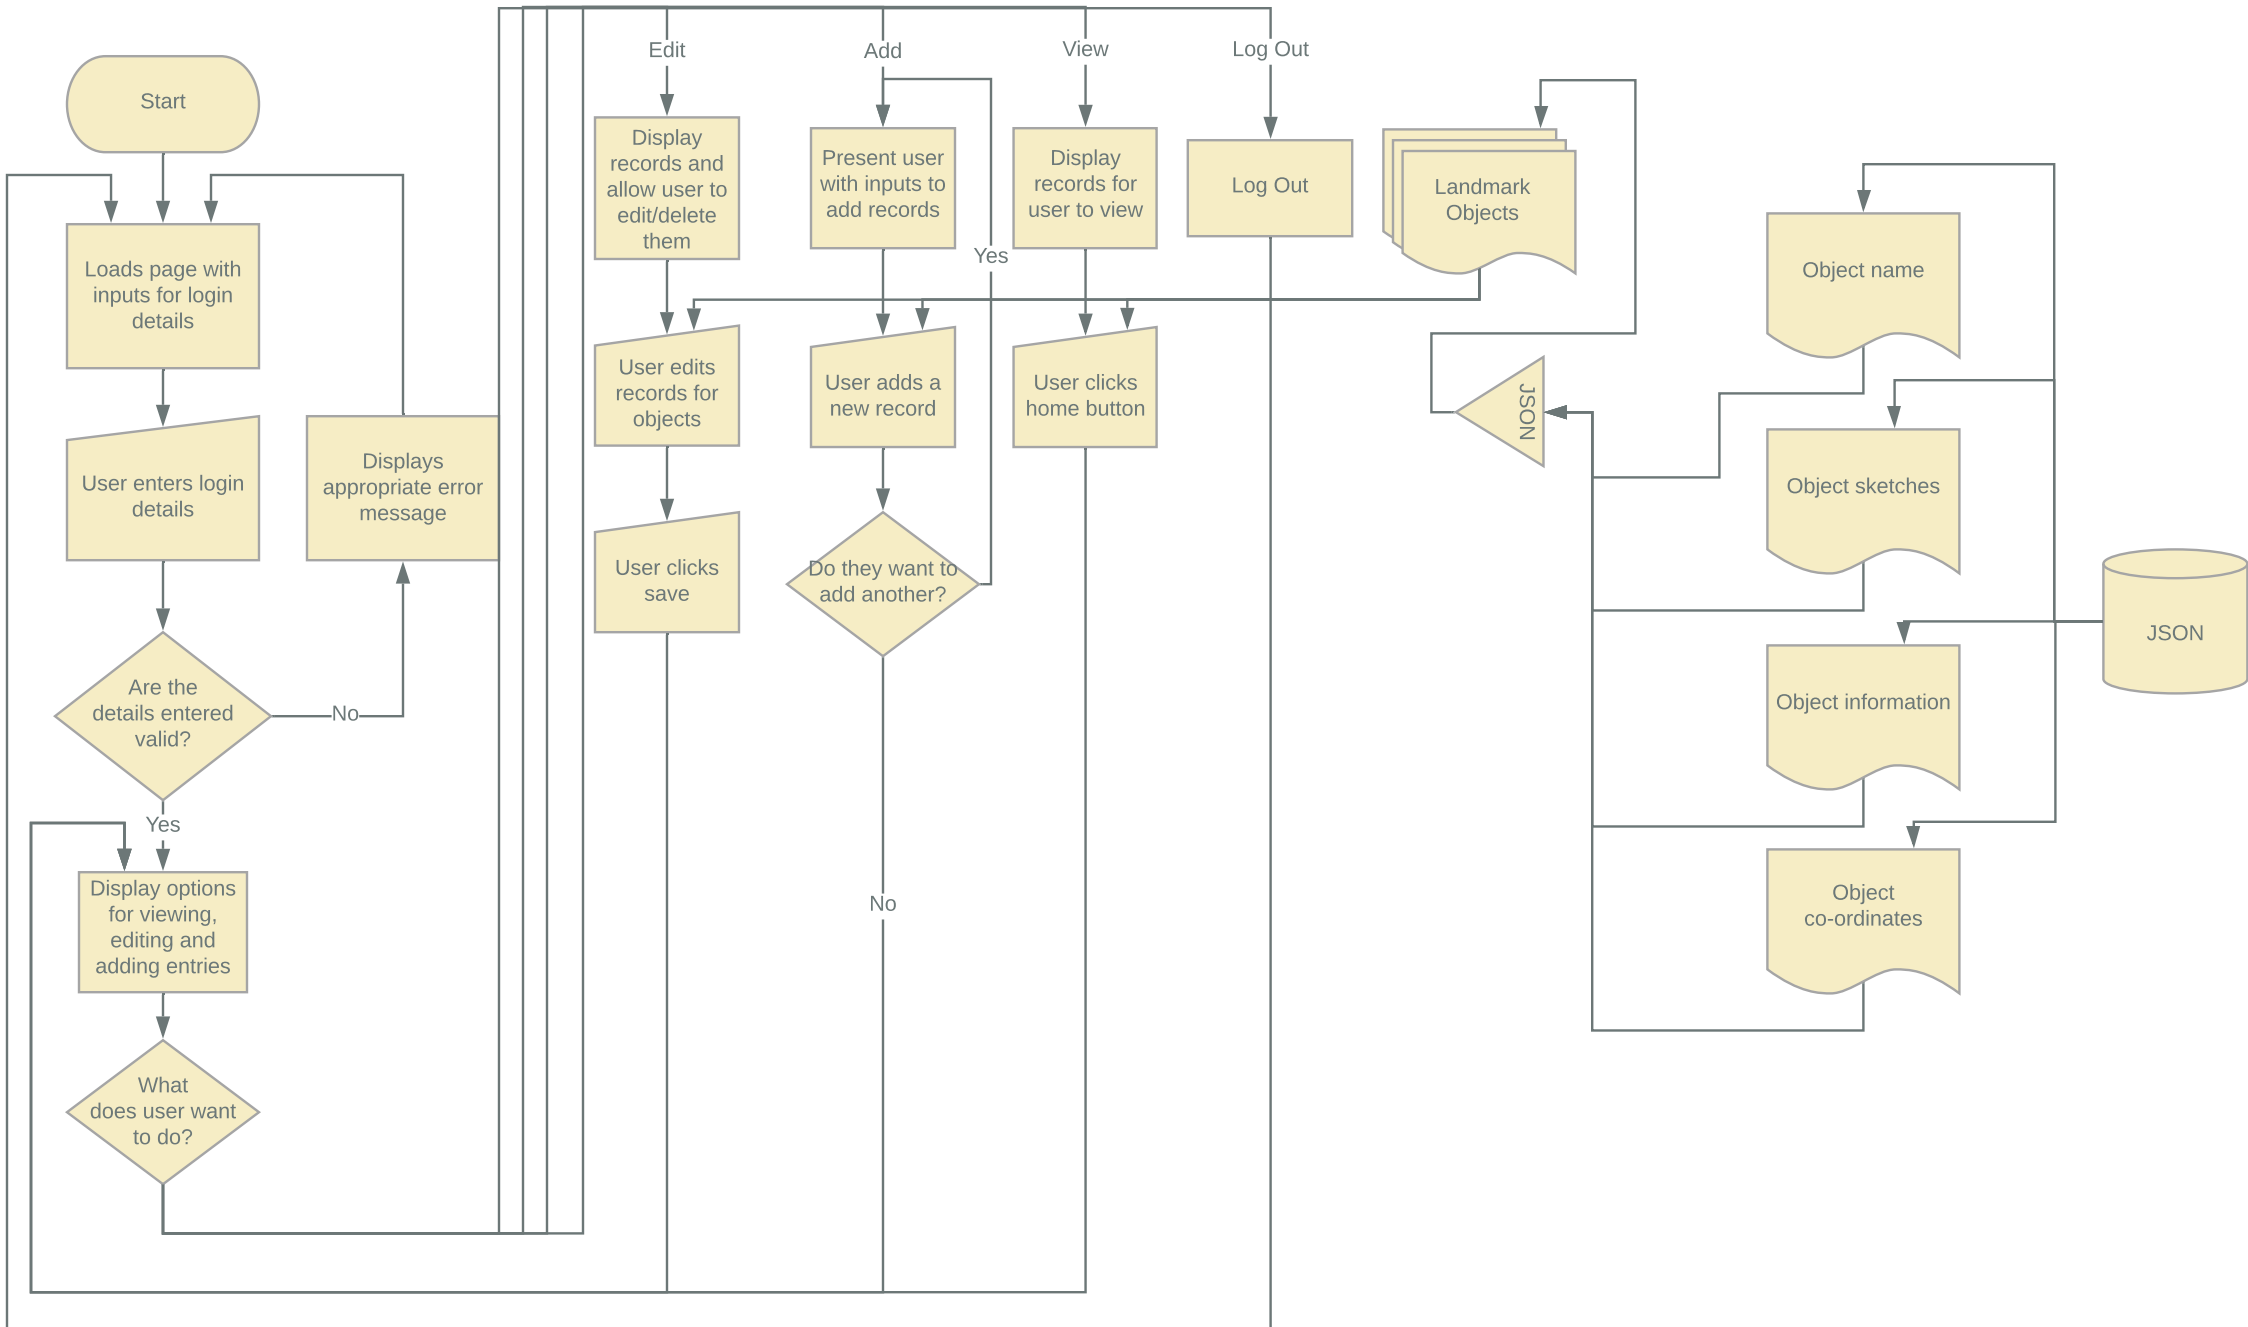 Start
Loads page with
inputs for login
details
User enters login
details
Displays
appropriate error
message
Are the
details entered
valid?
No
Yes
Display options
for viewing,
editing and
adding entries
What
does user want
to do?
Edit
Display
records and
allow user to
edit/delete
them
User edits
records for
objects
User clicks
save
Add
Present user
with inputs to
add records
Yes
User adds a
new record
Do they want to
add another?
No
View
Display
records for
user to view
User clicks
home button
Log Out
Log Out
Landmark
Objects
JSON
Object name
Object sketches
Object information
Object
co-ordinates
JSON